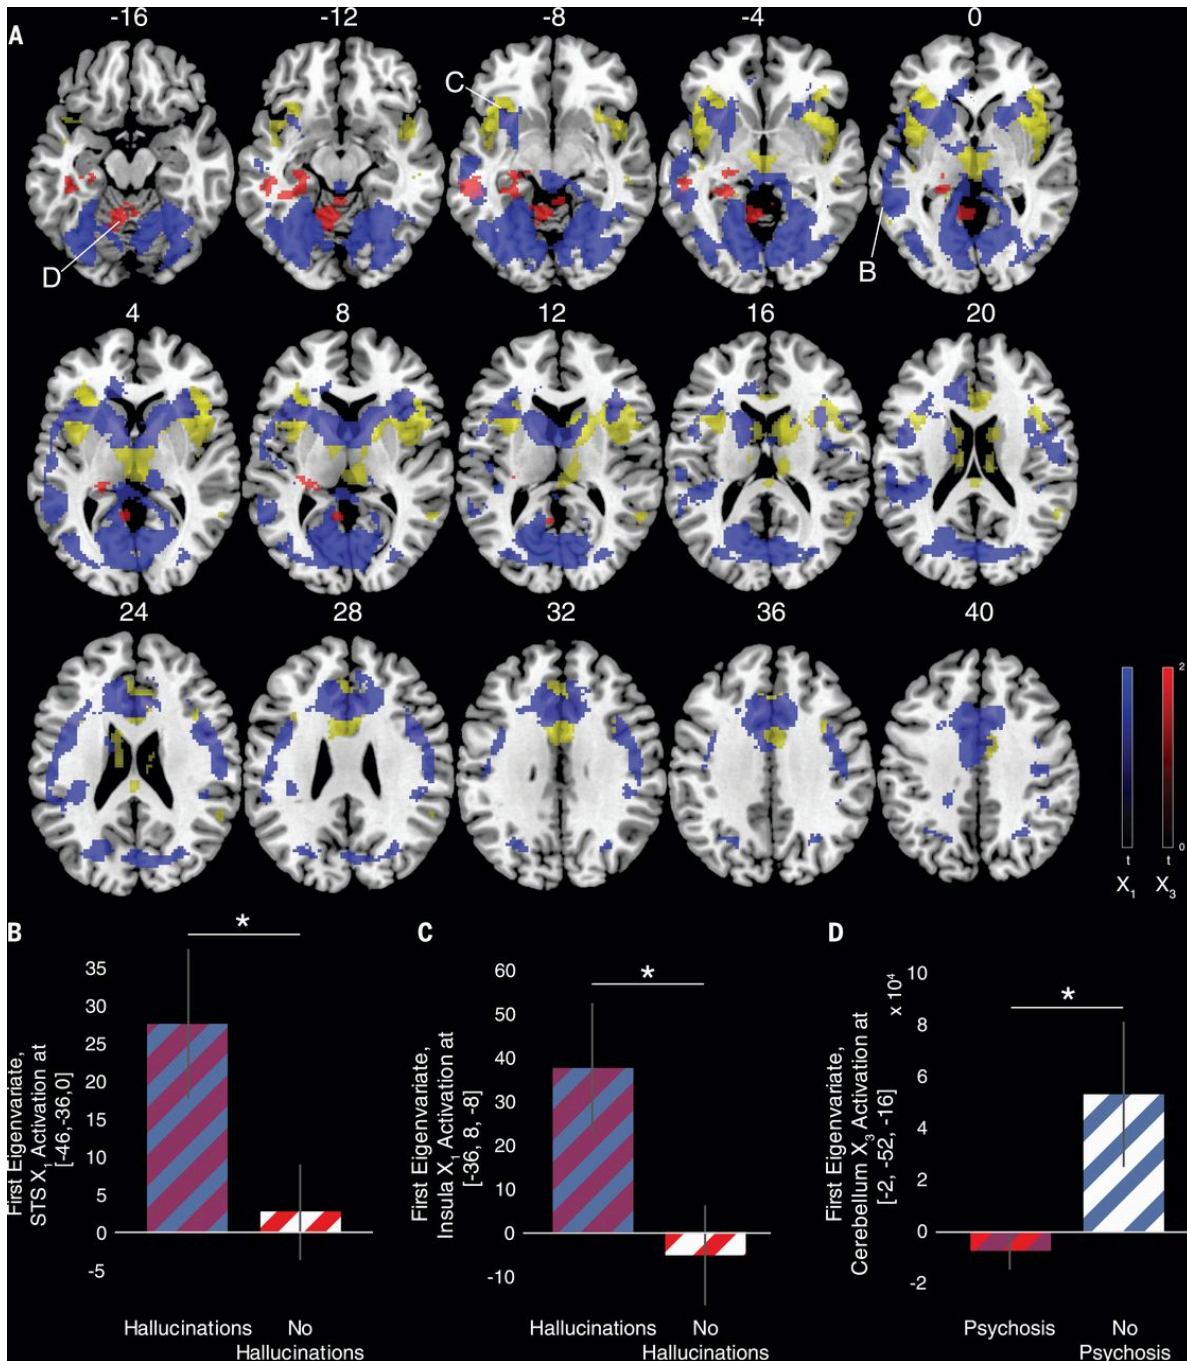 A
-16 -12 -8 -4 0
C
D
B
4 8 12 16 20
24 28 32 36 40
2
0
t t
X1 X3
B
First Eigenvariate,
STS X1 Activation at
[-46,-36,0]
35
30
25
20
15
10
5
0
-5
*
Hallucinations No
Hallucinations
C
First Eigenvariate,
Insula X1 Activation at
[-36, 8, -8]
60
50
40
30
20
10
0
-10
*
Hallucinations No
Hallucinations
D
First Eigenvariate,
Cerebellum X3 Activation at
[-2, -52, -16]
x 10⁴
10
8
6
4
2
0
-2
*
Psychosis No
Psychosis